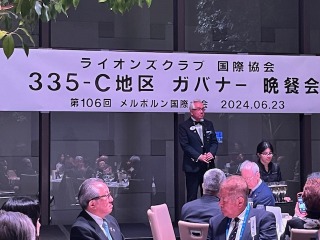 ライオンズクラブ 国際協会
335-C地区 ガバナー 晩餐会
第106回 メルボルン国際 会 2024.06.23